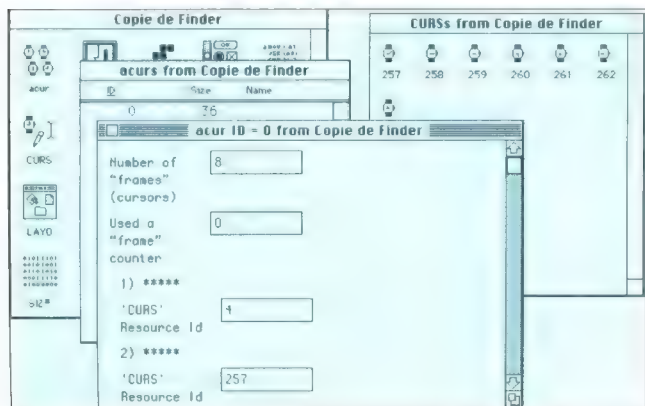 Copie de Finder
acur
CURS
LAYO
acurs from Copie de Finder
ID Size Name
0 36
CURSs from Copie de Finder
257 258 259 260 261 262
acur ID = 0 from Copie de Finder
Number of
"frames"
(cursors)
8
Used a
"frame"
counter
0
1) *****
'CURS'
Resource Id
4
2) *****
'CURS'
Resource Id
257